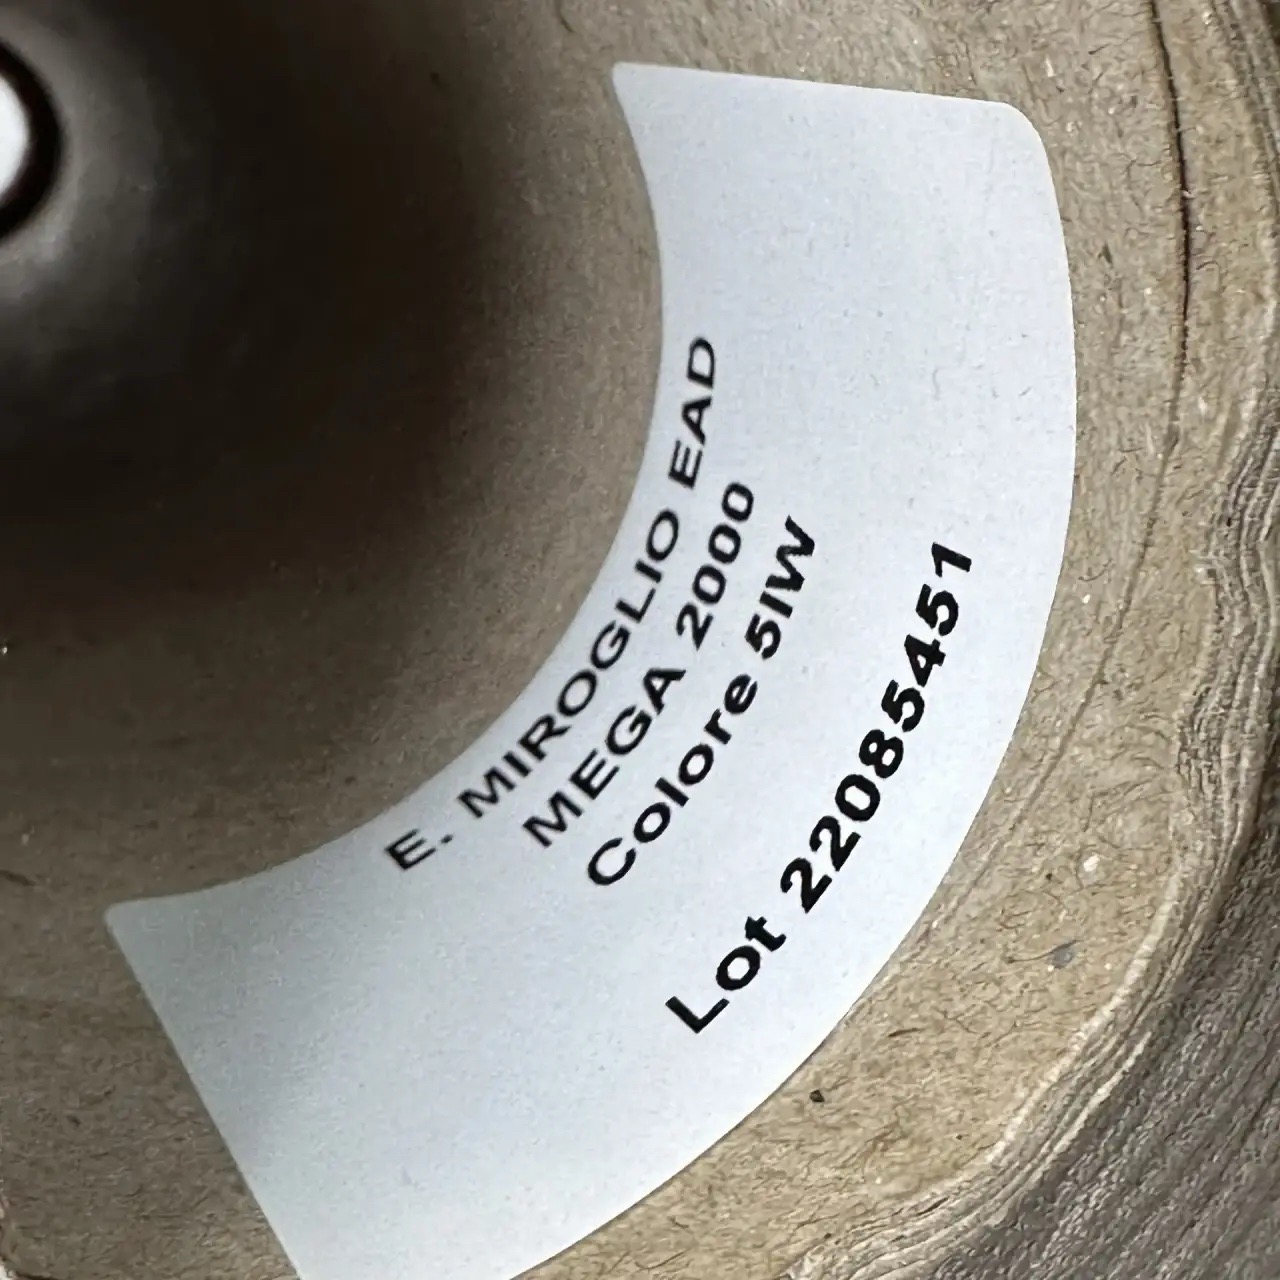 E. MIROGLIO EAD
MEGA 2000
Colore 5IW
Lot 22085451